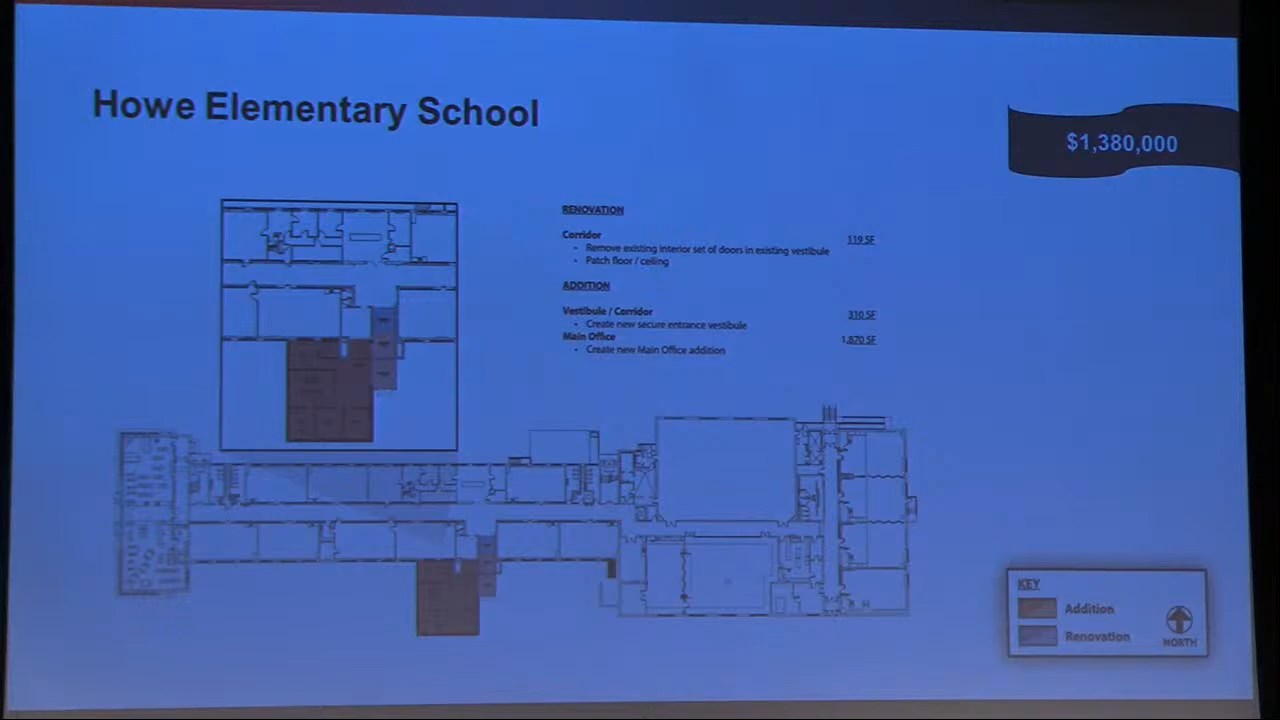 Howe Elementary School
$1,380,000
RENOVATION
Corridor 119 SF
• Remove existing interior set of doors in existing vestibule
• Patch floor / ceiling
ADDITION
Vestibule / Corridor 310 SF
• Create new secure entrance vestibule
Main Office 1,870 SF
• Create new Main Office addition
KEY
Addition
Renovation
NORTH